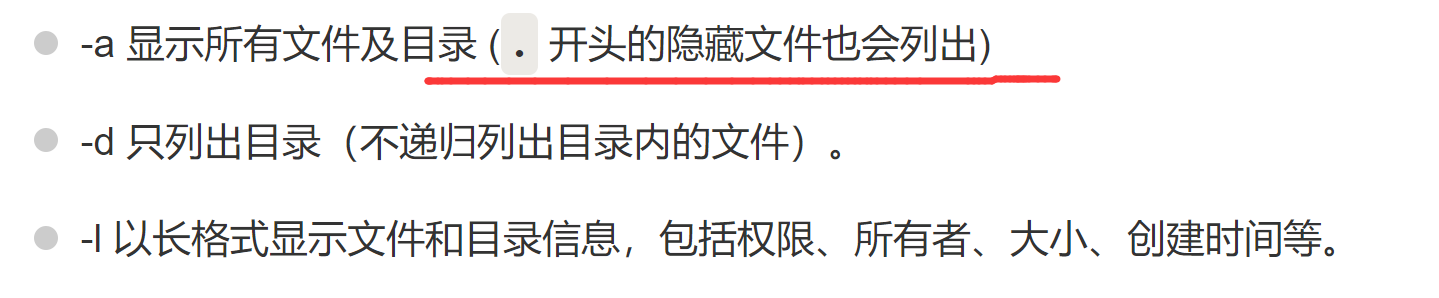 -a 显示所有文件及目录 (. 开头的隐藏文件也会列出)
-d 只列出目录（不递归列出目录内的文件）。
-l 以长格式显示文件和目录信息，包括权限、所有者、大小、创建时间等。